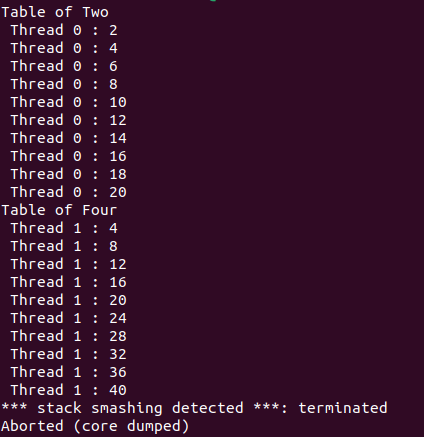 Table of Two
Thread 0 : 2
Thread 0 : 4
Thread 0 : 6
Thread 0 : 8
Thread 0 : 10
Thread 0 : 12
Thread 0 : 14
Thread 0 : 16
Thread 0 : 18
Thread 0 : 20
Table of Four
Thread 1 : 4
Thread 1 : 8
Thread 1 : 12
Thread 1 : 16
Thread 1 : 20
Thread 1 : 24
Thread 1 : 28
Thread 1 : 32
Thread 1 : 36
Thread 1 : 40
*** stack smashing detected ***: terminated
Aborted (core dumped)